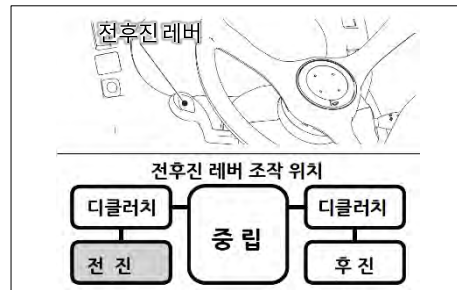 전후진 레버
전후진 레버 조작 위치
디클러치
중 립
디클러치
전 진
후 진